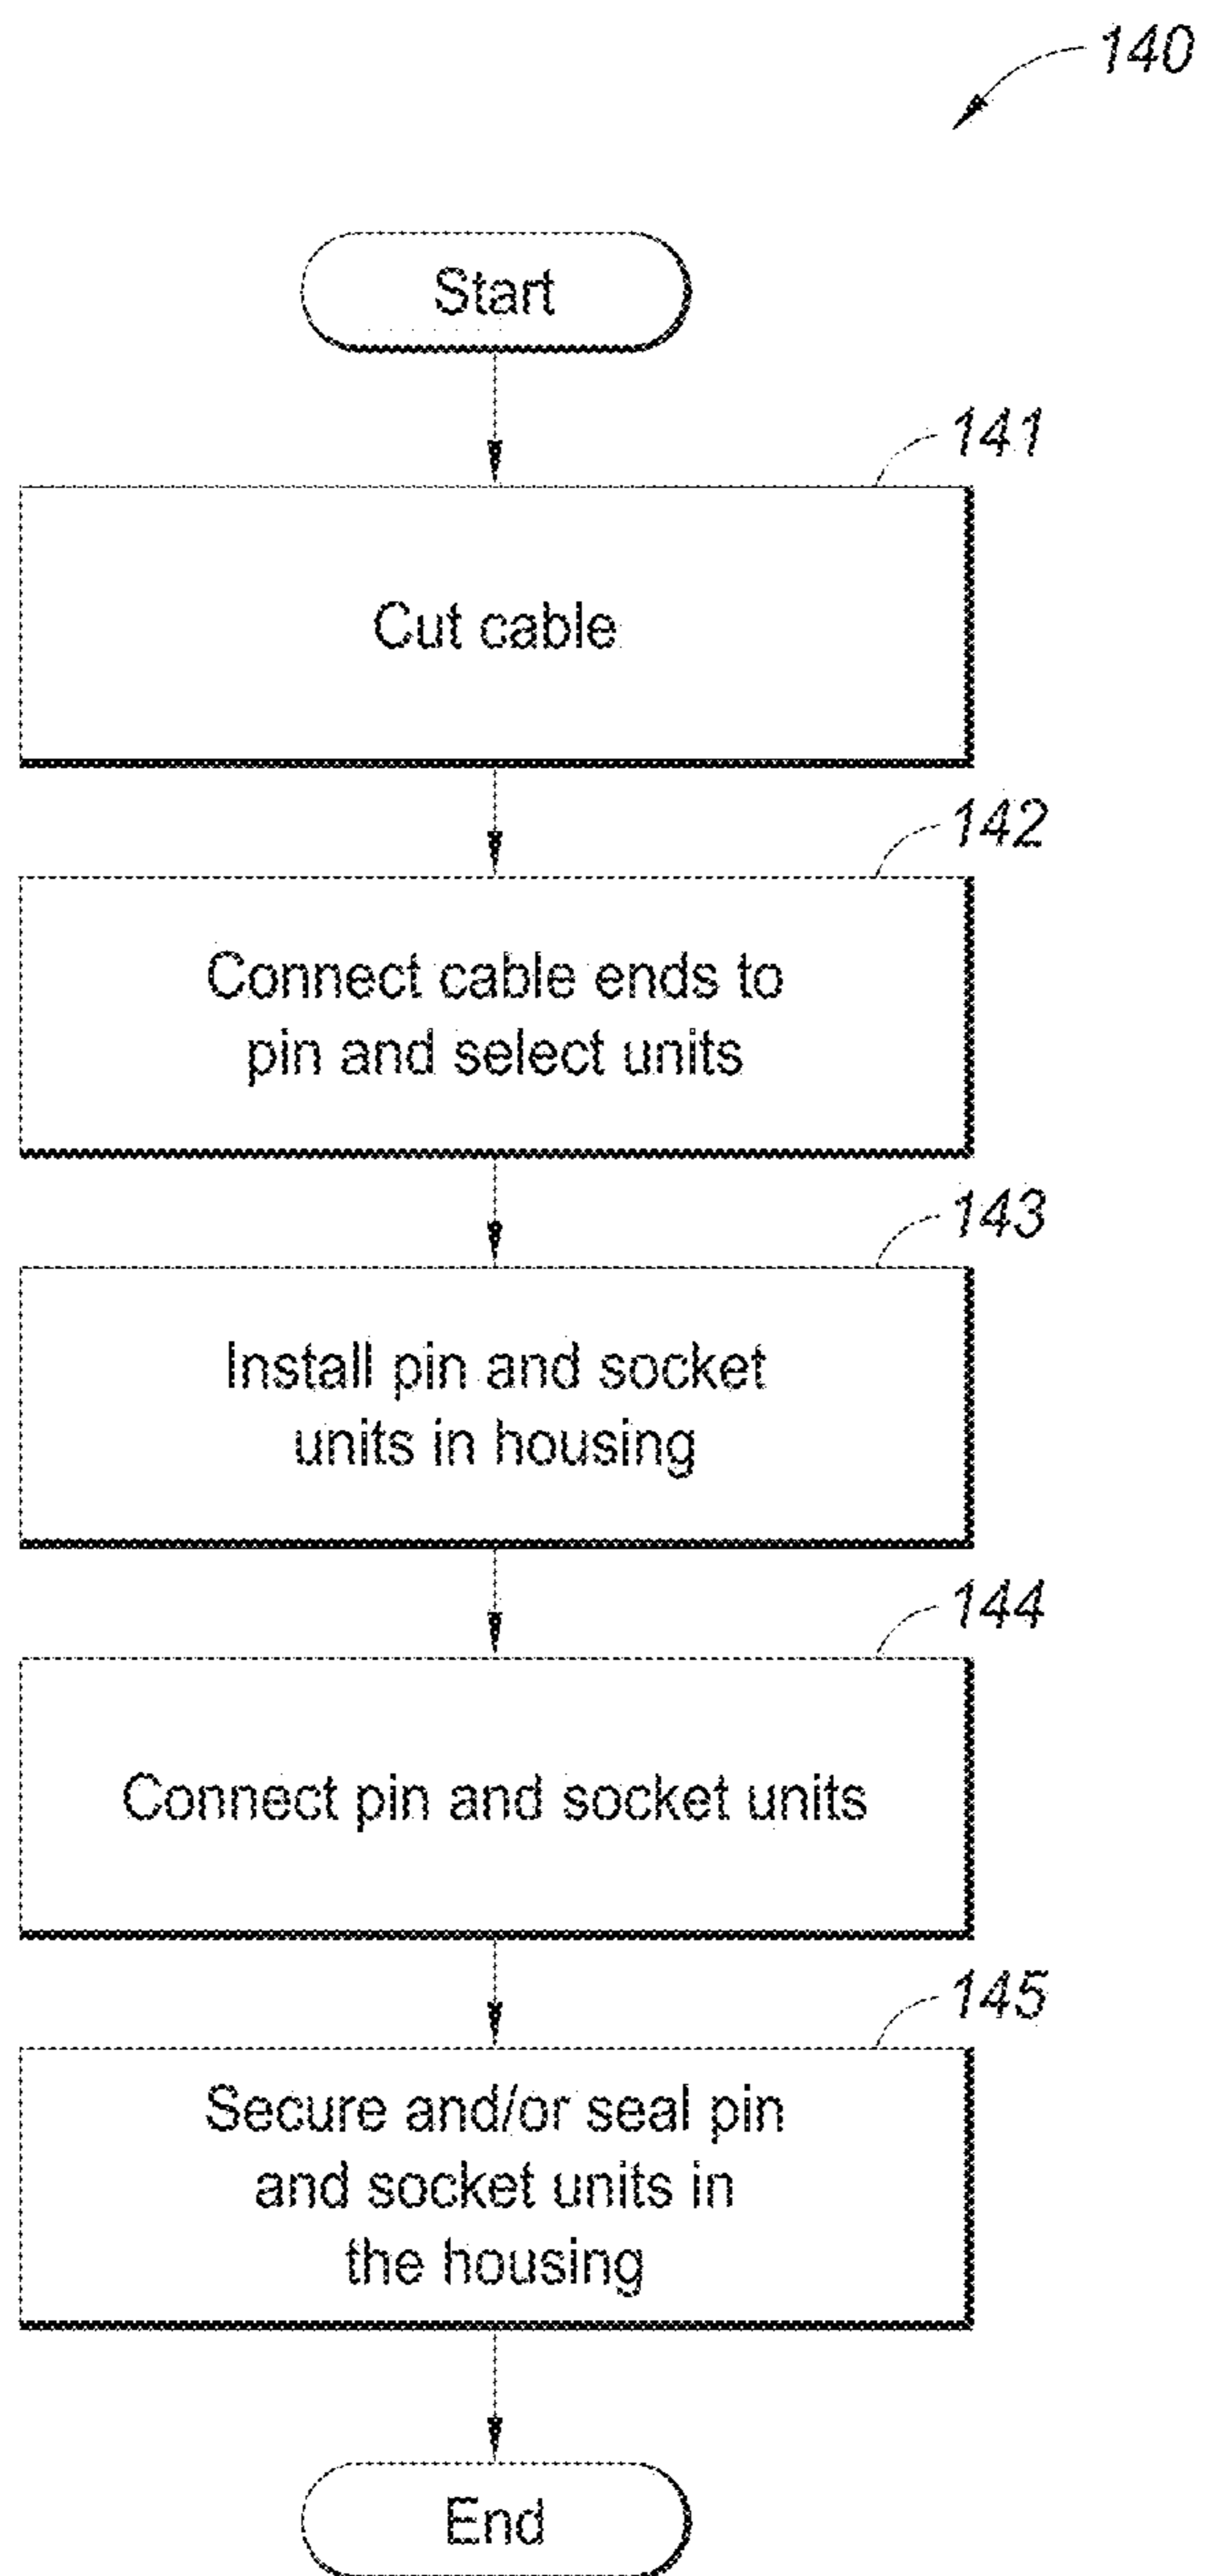 140
Start
141
Cut cable
142
Connect cable ends to
pin and select units
143
Install pin and socket
units in housing
144
Connect pin and socket units
145
Secure and/or seal pin
and socket units in
the housing
End